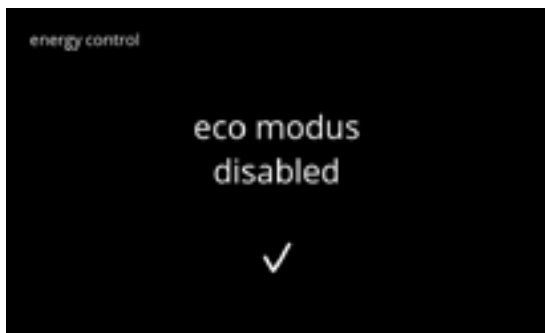 energy control
eco modus
disabled